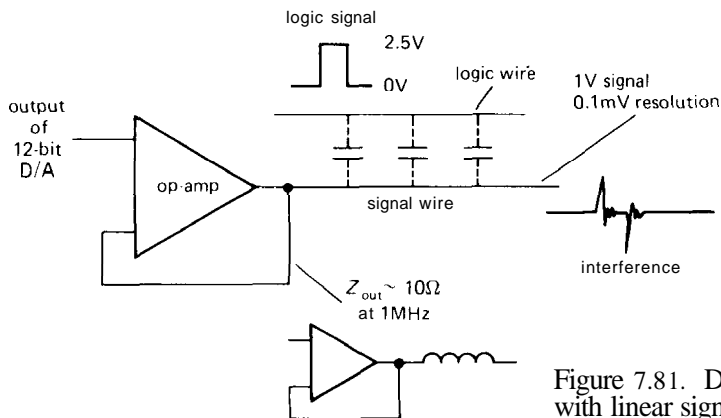 logic signal
2.5V
0V
logic wire
1V signal
0.1mV resolution
output
of
12-bit
D/A
op-amp
signal wire
interference
Zout ~ 10Ω
at 1MHz
Figure 7.81. D
with linear sign